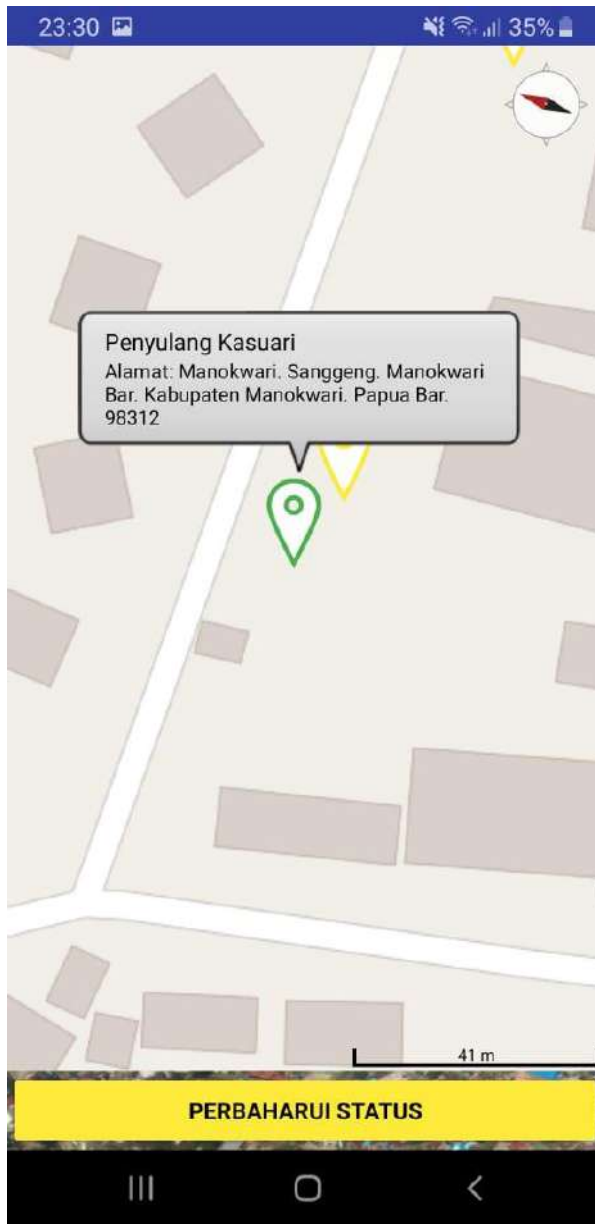 23:30
35%
Penyulang Kasuari
Alamat: Manokwari. Sanggeng. Manokwari
Bar. Kabupaten Manokwari. Papua Bar.
98312
41 m
PERBAHARUI STATUS